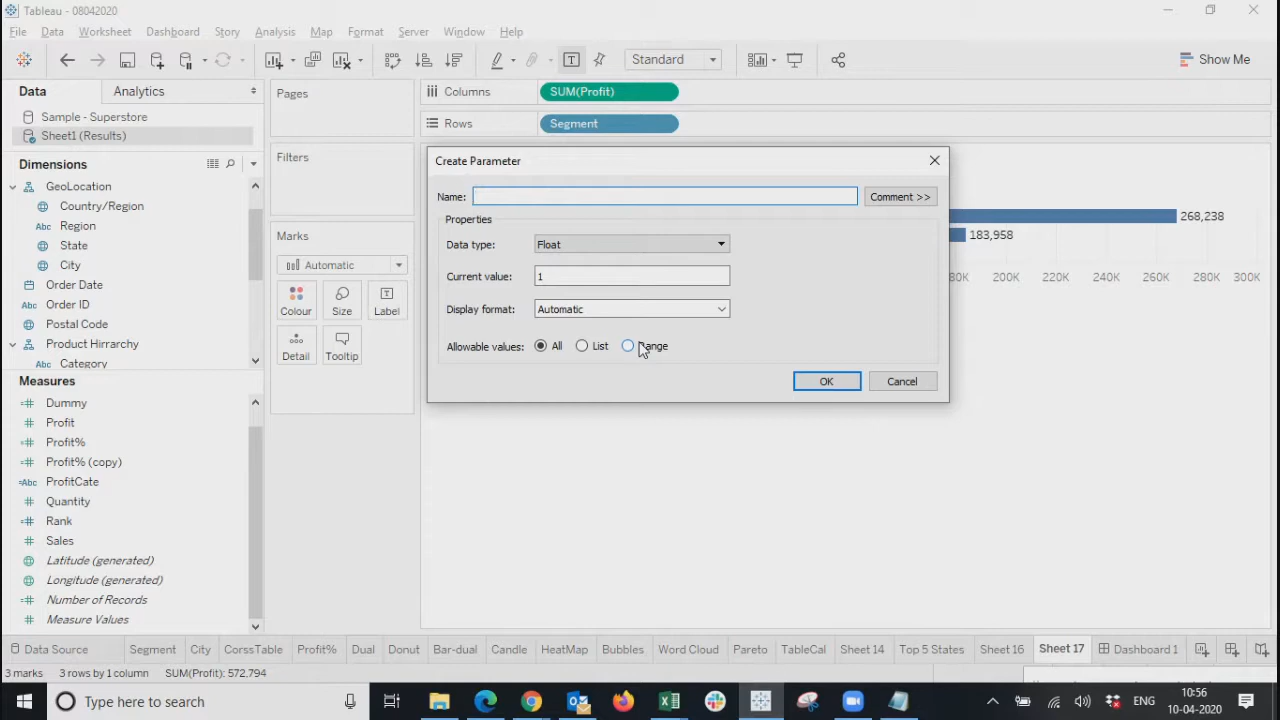 Tableau - 08042020
File Data Worksheet Dashboard Story Analysis Map Format Server Window Help
Standard
Show Me
Data Analytics
Pages
Columns SUM(Profit)
Sample - Superstore
Sheet1 (Results)
Rows Segment
Dimensions
Filters
GeoLocation
Country/Region
Region
State
City
Order Date
Order ID
Postal Code
Product Hirrarchy
Category
Marks
Automatic
Colour Size Label
Detail Tooltip
Create Parameter
Name: Comment >>
Properties
Data type: Float
Current value: 1
Display format: Automatic
Allowable values: All List Range
OK Cancel
268,238
183,958
220K 240K 260K 280K 300K
Measures
Dummy
Profit
Profit%
Profit% (copy)
ProfitCate
Quantity
Rank
Sales
Latitude (generated)
Longitude (generated)
Number of Records
Measure Values
Abc
Abc
=Abc
Data Source Segment City CorssTable Profit% Dual Donut Bar-dual Candle HeatMap Bubbles Word Cloud Pareto TableCal Sheet 14 Top 5 States Sheet 16 Sheet 17 Dashboard 1
3 marks 3 rows by 1 column SUM(Profit): 572,794
Type here to search
ENG
10:56
10-04-2020